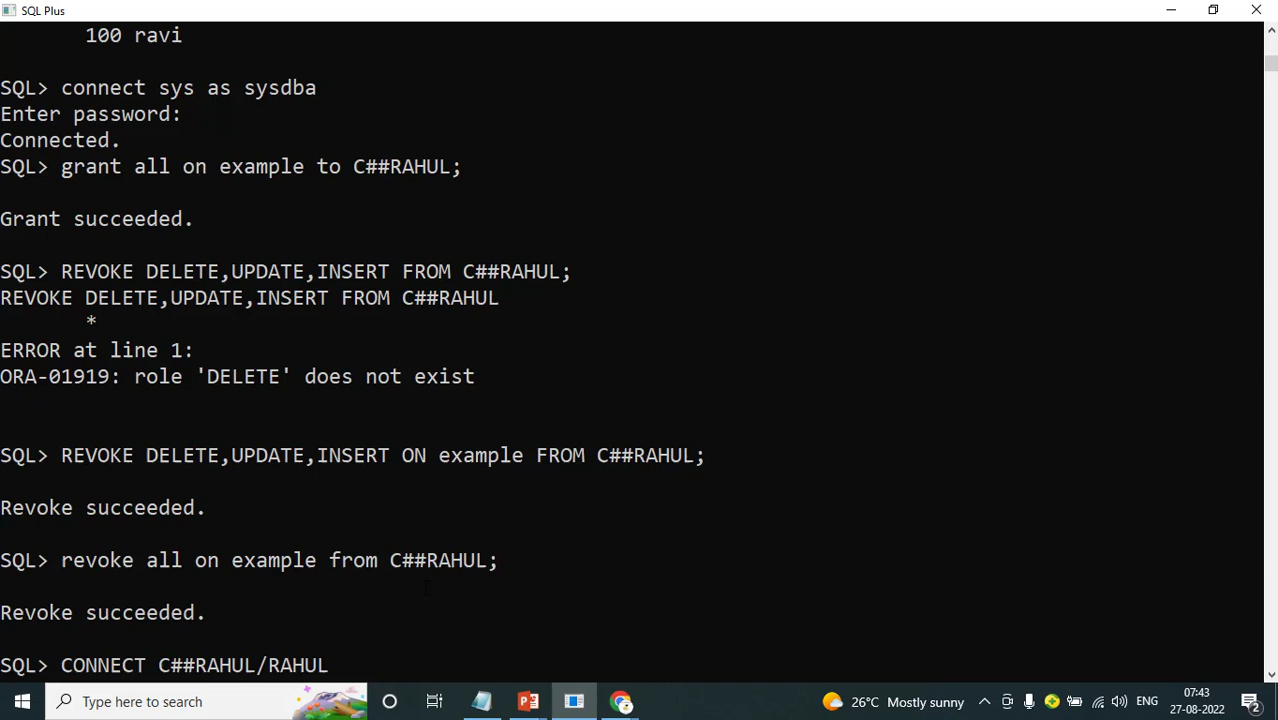 SQL Plus
100 ravi
SQL> connect sys as sysdba
Enter password:
Connected.
SQL> grant all on example to C##RAHUL;
Grant succeeded.
SQL> REVOKE DELETE,UPDATE,INSERT FROM C##RAHUL;
REVOKE DELETE,UPDATE,INSERT FROM C##RAHUL
*
ERROR at line 1:
ORA-01919: role 'DELETE' does not exist
SQL> REVOKE DELETE,UPDATE,INSERT ON example FROM C##RAHUL;
Revoke succeeded.
SQL> revoke all on example from C##RAHUL;
Revoke succeeded.
SQL> CONNECT C##RAHUL/RAHUL
Type here to search
26°C Mostly sunny
ENG
07:43
27-08-2022
2